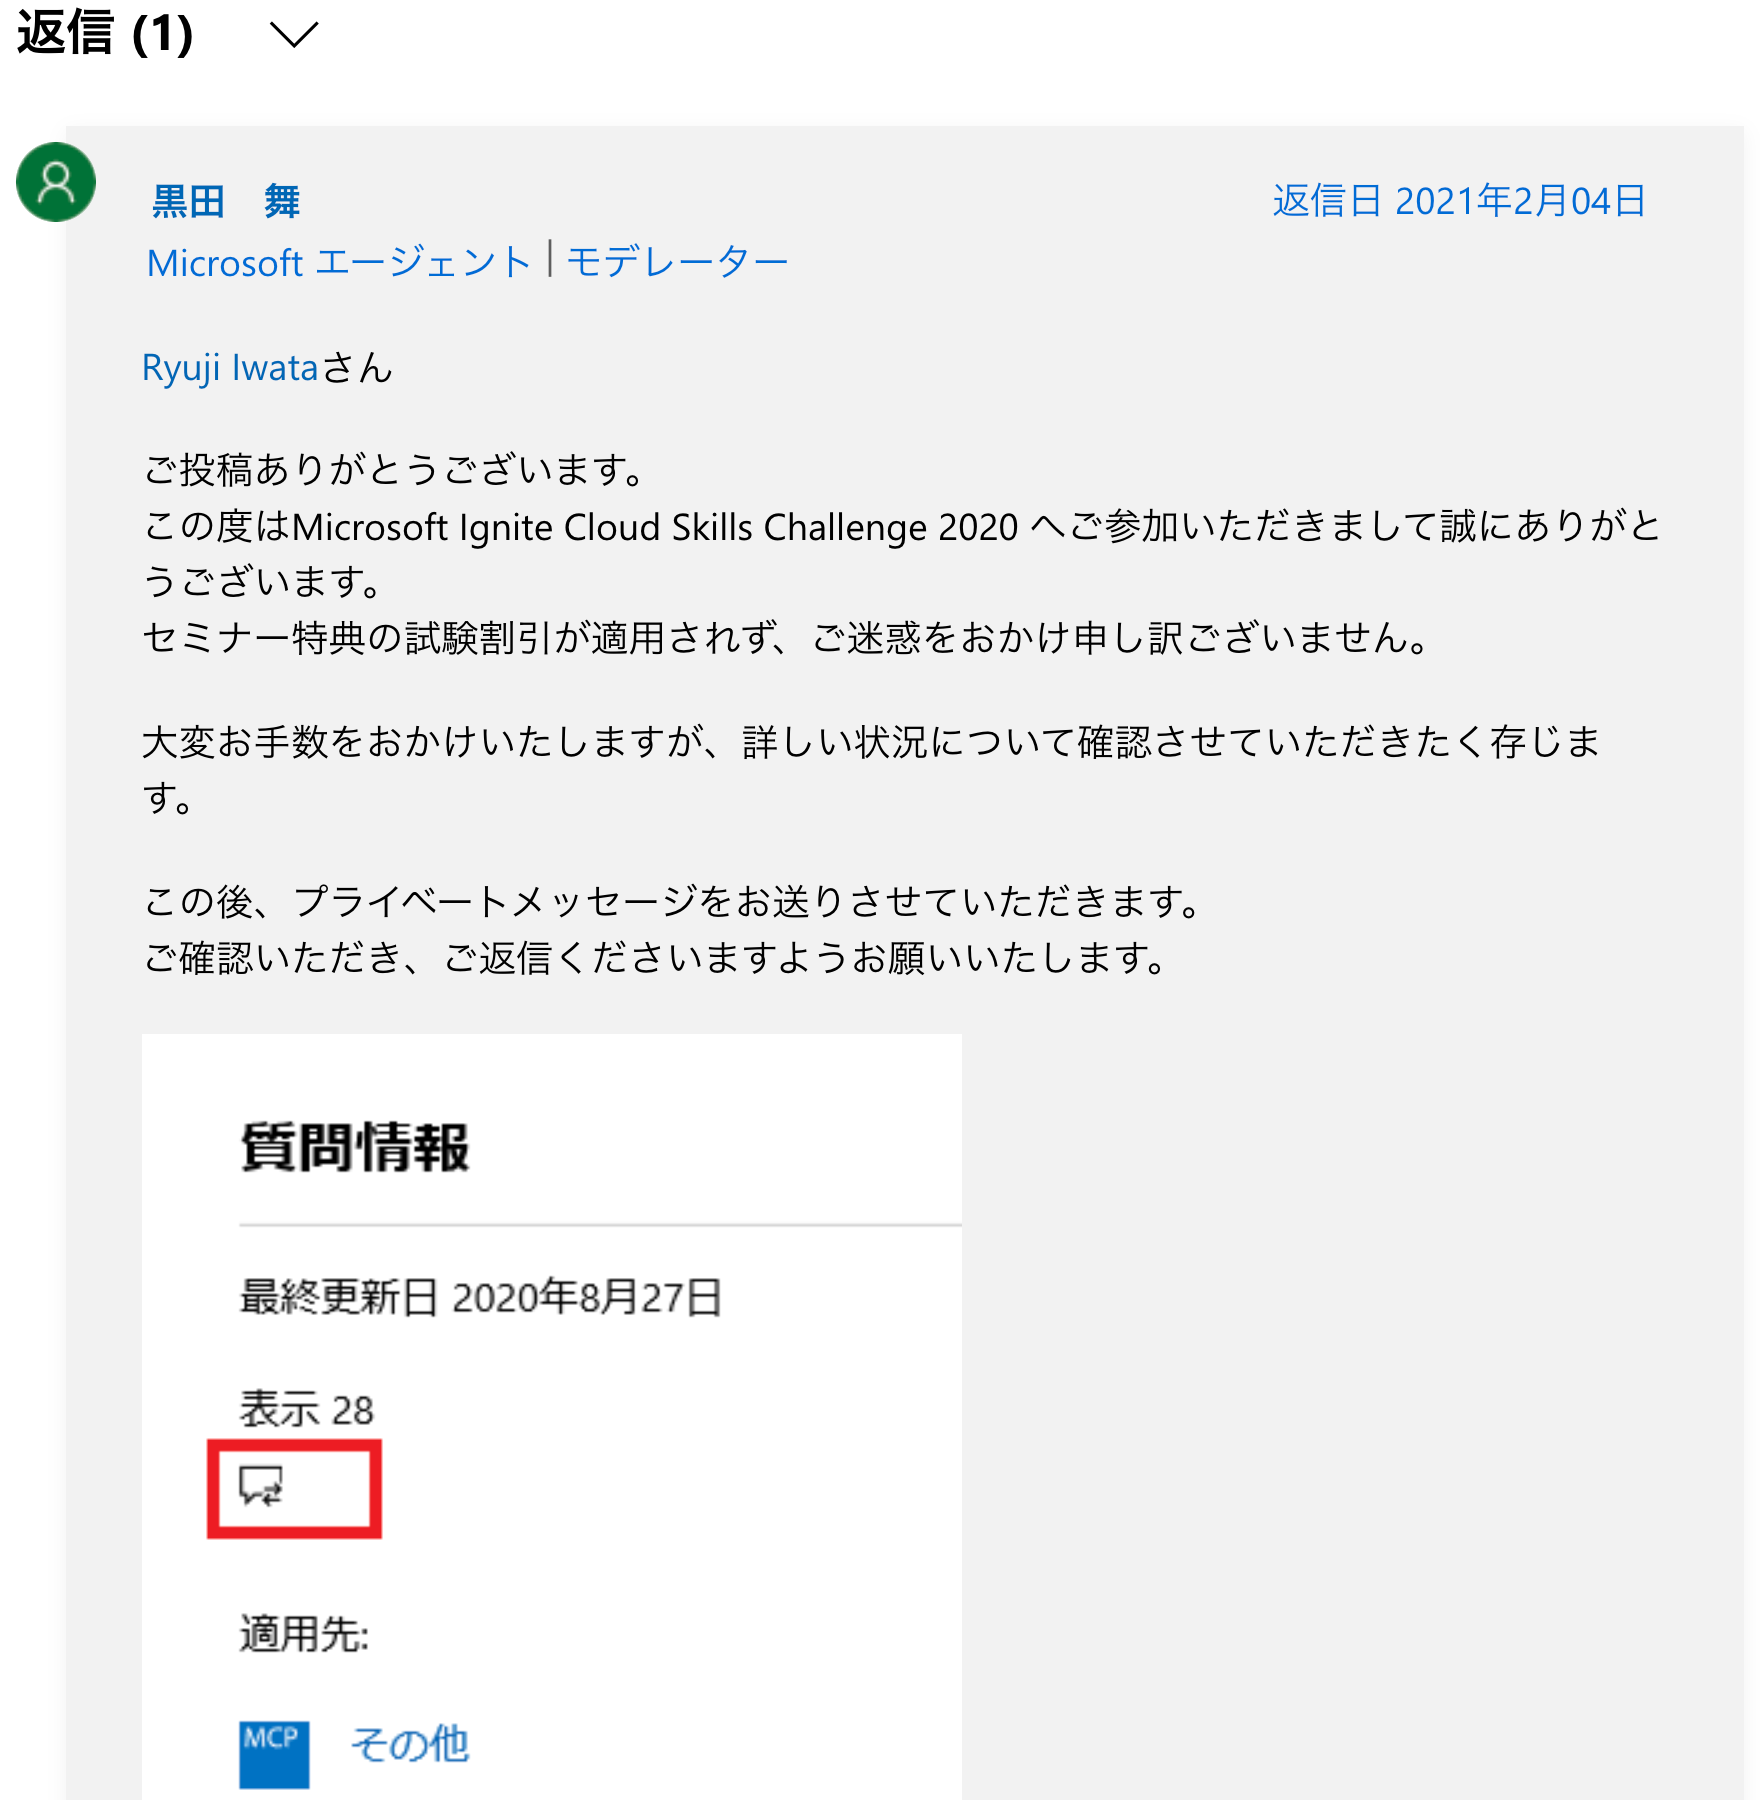 返信 (1)
黒田　舞
返信日 2021年2月04日
Microsoft エージェント | モデレーター
Ryuji Iwataさん
ご投稿ありがとうございます。
この度はMicrosoft Ignite Cloud Skills Challenge 2020 へご参加いただきまして誠にありがと
うございます。
セミナー特典の試験割引が適用されず、ご迷惑をおかけ申し訳ございません。
大変お手数をおかけいたしますが、詳しい状況について確認させていただきたく存じま
す。
この後、プライベートメッセージをお送りさせていただきます。
ご確認いただき、ご返信くださいますようお願いいたします。
質問情報
最終更新日 2020年8月27日
表示 28
適用先:
MCP その他